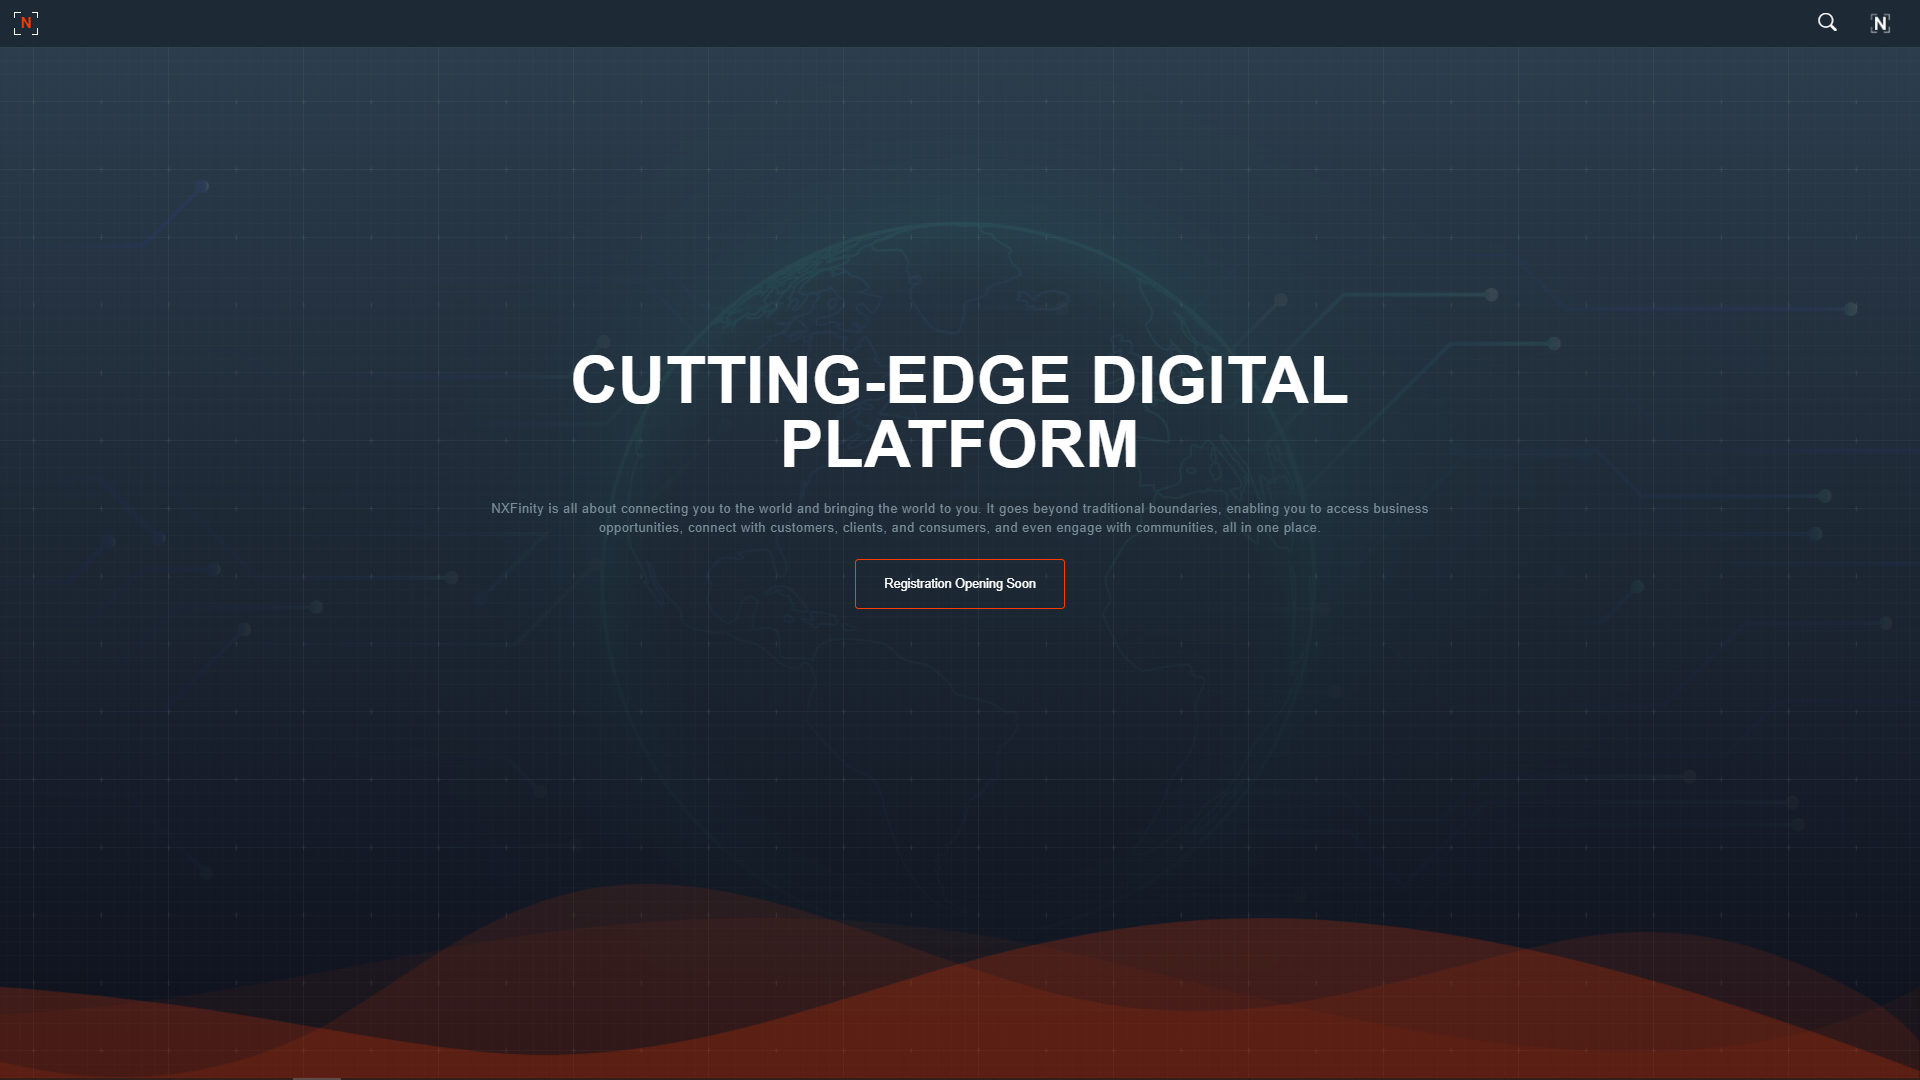 N
N
CUTTING-EDGE DIGITAL
PLATFORM
NXFinity is all about connecting you to the world and bringing the world to you. It goes beyond traditional boundaries, enabling you to access business
opportunities, connect with customers, clients, and consumers, and even engage with communities, all in one place.
Registration Opening Soon